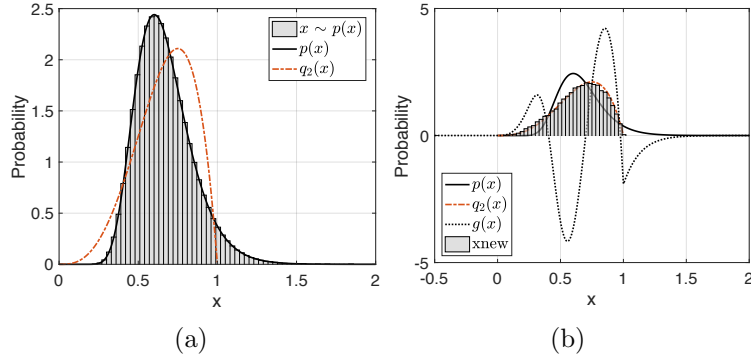 2.5
2
1.5
1
0.5
0
Probability
0
0.5
1
1.5
2
x
x ∼ p(x)
p(x)
q₂(x)
(a)
5
0
-5
Probability
-0.5
0
0.5
1
1.5
2
x
p(x)
q₂(x)
g(x)
xnew
(b)